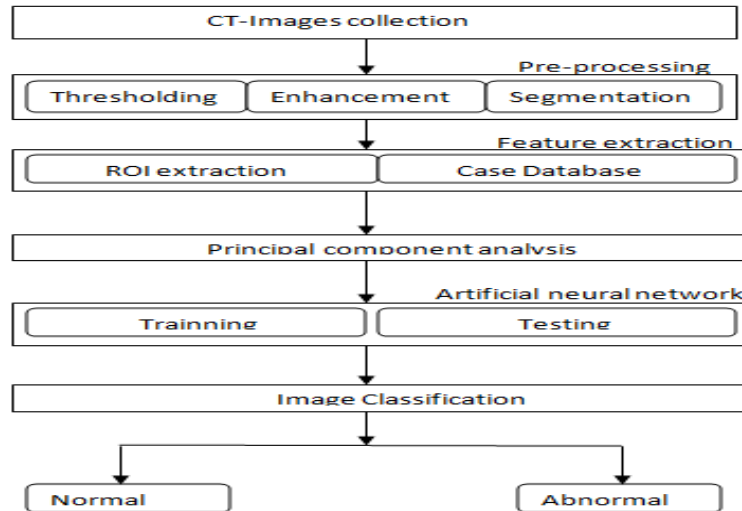 CT-Images collection
Pre-processing
Thresholding Enhancement Segmentation
Feature extraction
ROI extraction Case Database
Principal component analysis
Artificial neural network
Trainning Testing
Image Classification
Normal Abnormal